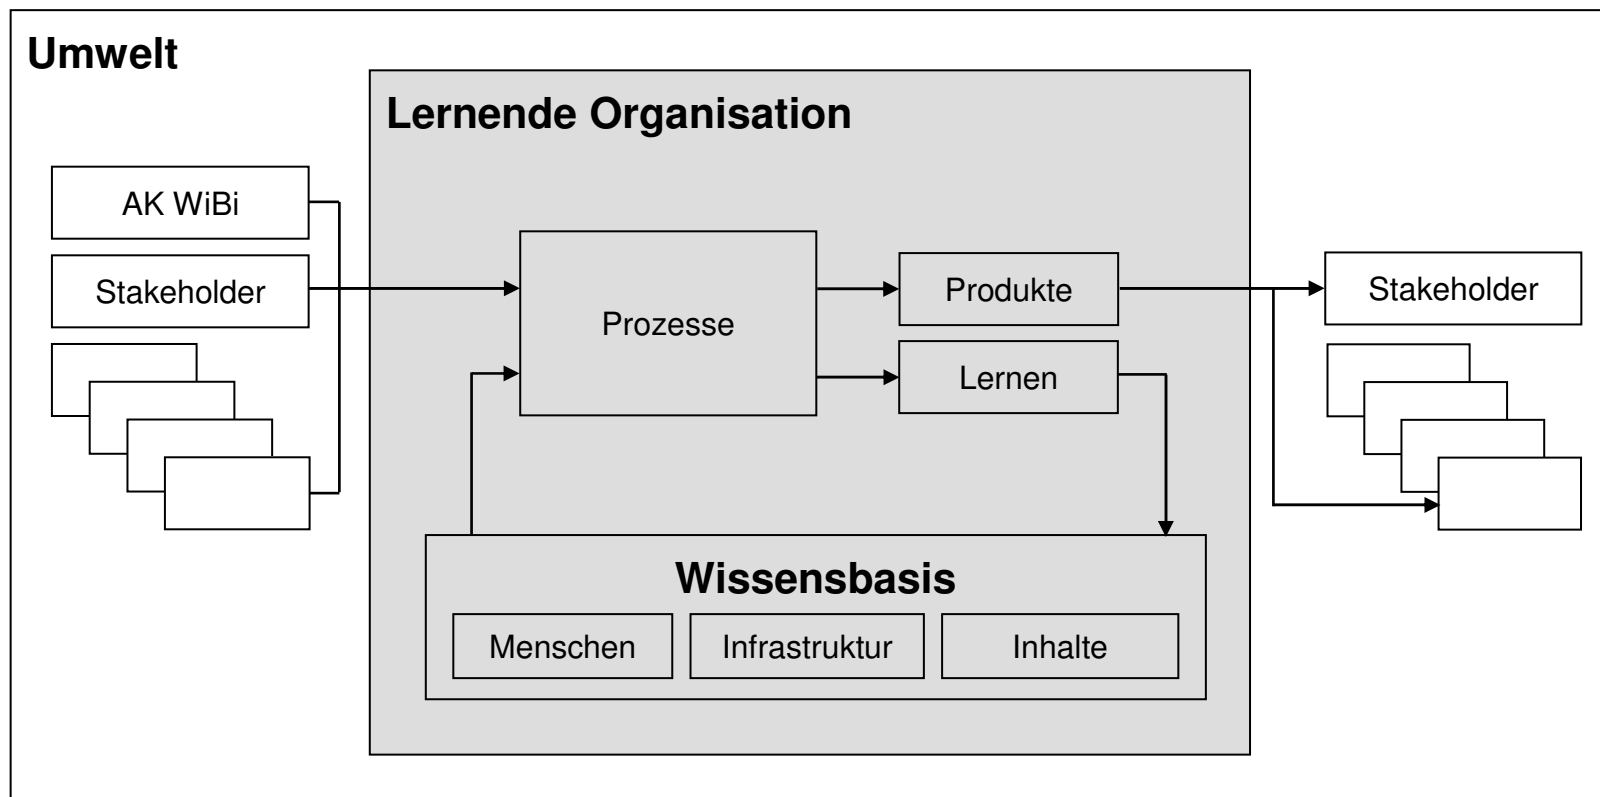 Umwelt
Lernende Organisation
AK WiBi
Stakeholder
Prozesse
Produkte
Lernen
Stakeholder
Wissensbasis
Menschen
Infrastruktur
Inhalte